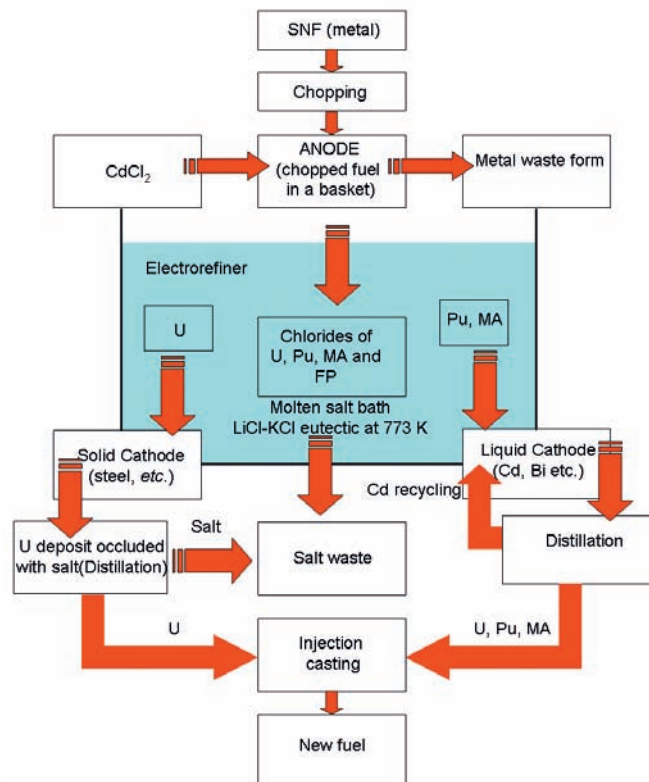 SNF (metal)
Chopping
CdCl₂
ANODE
(chopped fuel
in a basket)
Metal waste form
Electrorefiner
U
Chlorides of
U, Pu, MA and
FP
Pu, MA
Molten salt bath
LiCl-KCl eutectic at 773 K
Solid Cathode
(steel, etc.)
Liquid Cathode
(Cd, Bi etc.)
Cd recycling
U deposit occluded
with salt(Distillation)
Salt
Salt waste
Distillation
U
Injection
casting
U, Pu, MA
New fuel